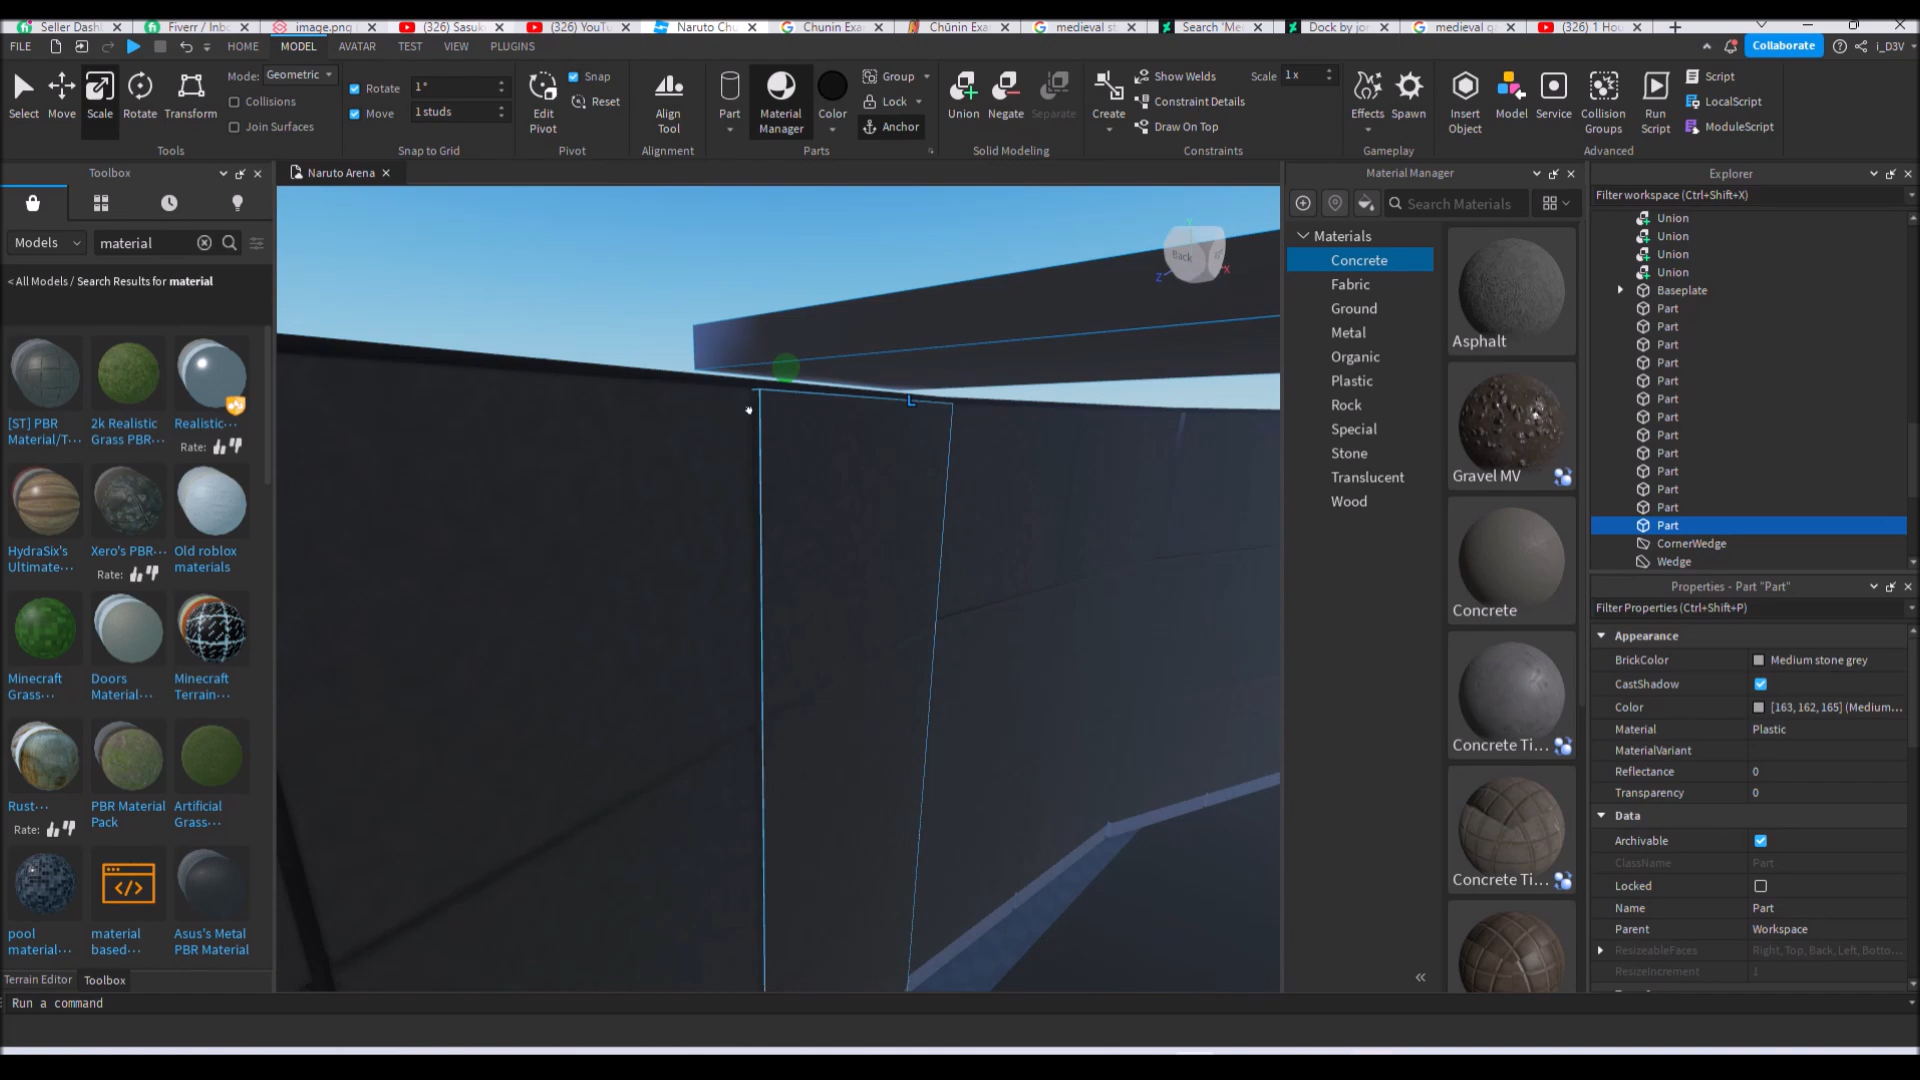 Seller Dash
Fiverr / Inbo
image.png
(326) Sasuk
(326) YouT
Naruto Chu
Chunin Exa
Chūnin Exa
medieval st
Search 'Me
Dock by jor
medieval g
(326) 1 Hou
FILE
HOME
MODEL
AVATAR
TEST
VIEW
PLUGINS
Collaborate
i_D3V
Select
Move
Scale
Rotate
Transform
Mode:
Geometric
Collisions
Join Surfaces
Tools
Rotate
1°
Move
1 studs
Snap to Grid
Edit
Pivot
Snap
Reset
Pivot
Align
Tool
Alignment
Part
Material
Manager
Color
Group
Lock
Anchor
Parts
Union
Negate
Separate
Solid Modeling
Create
Show Welds
Constraint Details
Draw On Top
Scale
1x
Constraints
Effects
Spawn
Gameplay
Insert
Object
Model
Service
Collision
Groups
Run
Script
Script
LocalScript
ModuleScript
Advanced
Toolbox
Models
material
< All Models / Search Results for material
[ST] PBR
Material/T...
2k Realistic
Grass PBR...
Realistic...
Rate:
HydraSix's
Ultimate...
Xero's PBR...
Rate:
Old roblox
materials
Minecraft
Grass...
Doors
Material...
Minecraft
Terrain...
Rust...
Rate:
PBR Material
Pack
Artificial
Grass...
pool
material...
material
based...
Asus's Metal
PBR Material
Terrain Editor
Toolbox
Run a command
Naruto Arena
Back
Y
Z
X
L
Material Manager
Search Materials
Materials
Concrete
Fabric
Ground
Metal
Organic
Plastic
Rock
Special
Stone
Translucent
Wood
Asphalt
Gravel MV
Concrete
Concrete Ti...
Concrete Ti...
Explorer
Filter workspace (Ctrl+Shift+X)
Union
Union
Union
Union
Baseplate
Part
Part
Part
Part
Part
Part
Part
Part
Part
Part
Part
Part
Part
CornerWedge
Wedge
Properties - Part "Part"
Filter Properties (Ctrl+Shift+P)
Appearance
BrickColor
Medium stone grey
CastShadow
Color
[163, 162, 165] (Medium...
Material
Plastic
MaterialVariant
Reflectance
0
Transparency
0
Data
Archivable
ClassName
Part
Locked
Name
Part
Parent
Workspace
ResizeableFaces
Right, Top, Back, Left, Botto...
ResizeIncrement
1